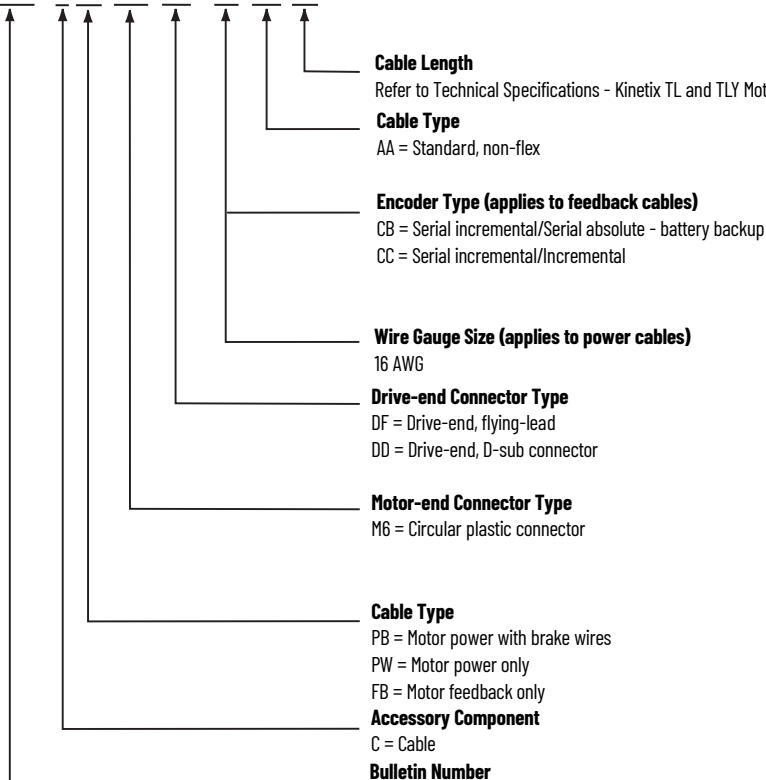 Cable Length
Refer to Technical Specifications - Kinetix TL and TLY
Cable Type
AA = Standard, non-flex
Encoder Type (applies to feedback cables)
CB = Serial incremental/Serial absolute - battery backup
CC = Serial incremental/Incremental
Wire Gauge Size (applies to power cables)
16 AWG
Drive-end Connector Type
DF = Drive-end, flying-lead
DD = Drive-end, D-sub connector
Motor-end Connector Type
M6 = Circular plastic connector
Cable Type
PB = Motor power with brake wires
PW = Motor power only
FB = Motor feedback only
Accessory Component
C = Cable
Bulletin Number